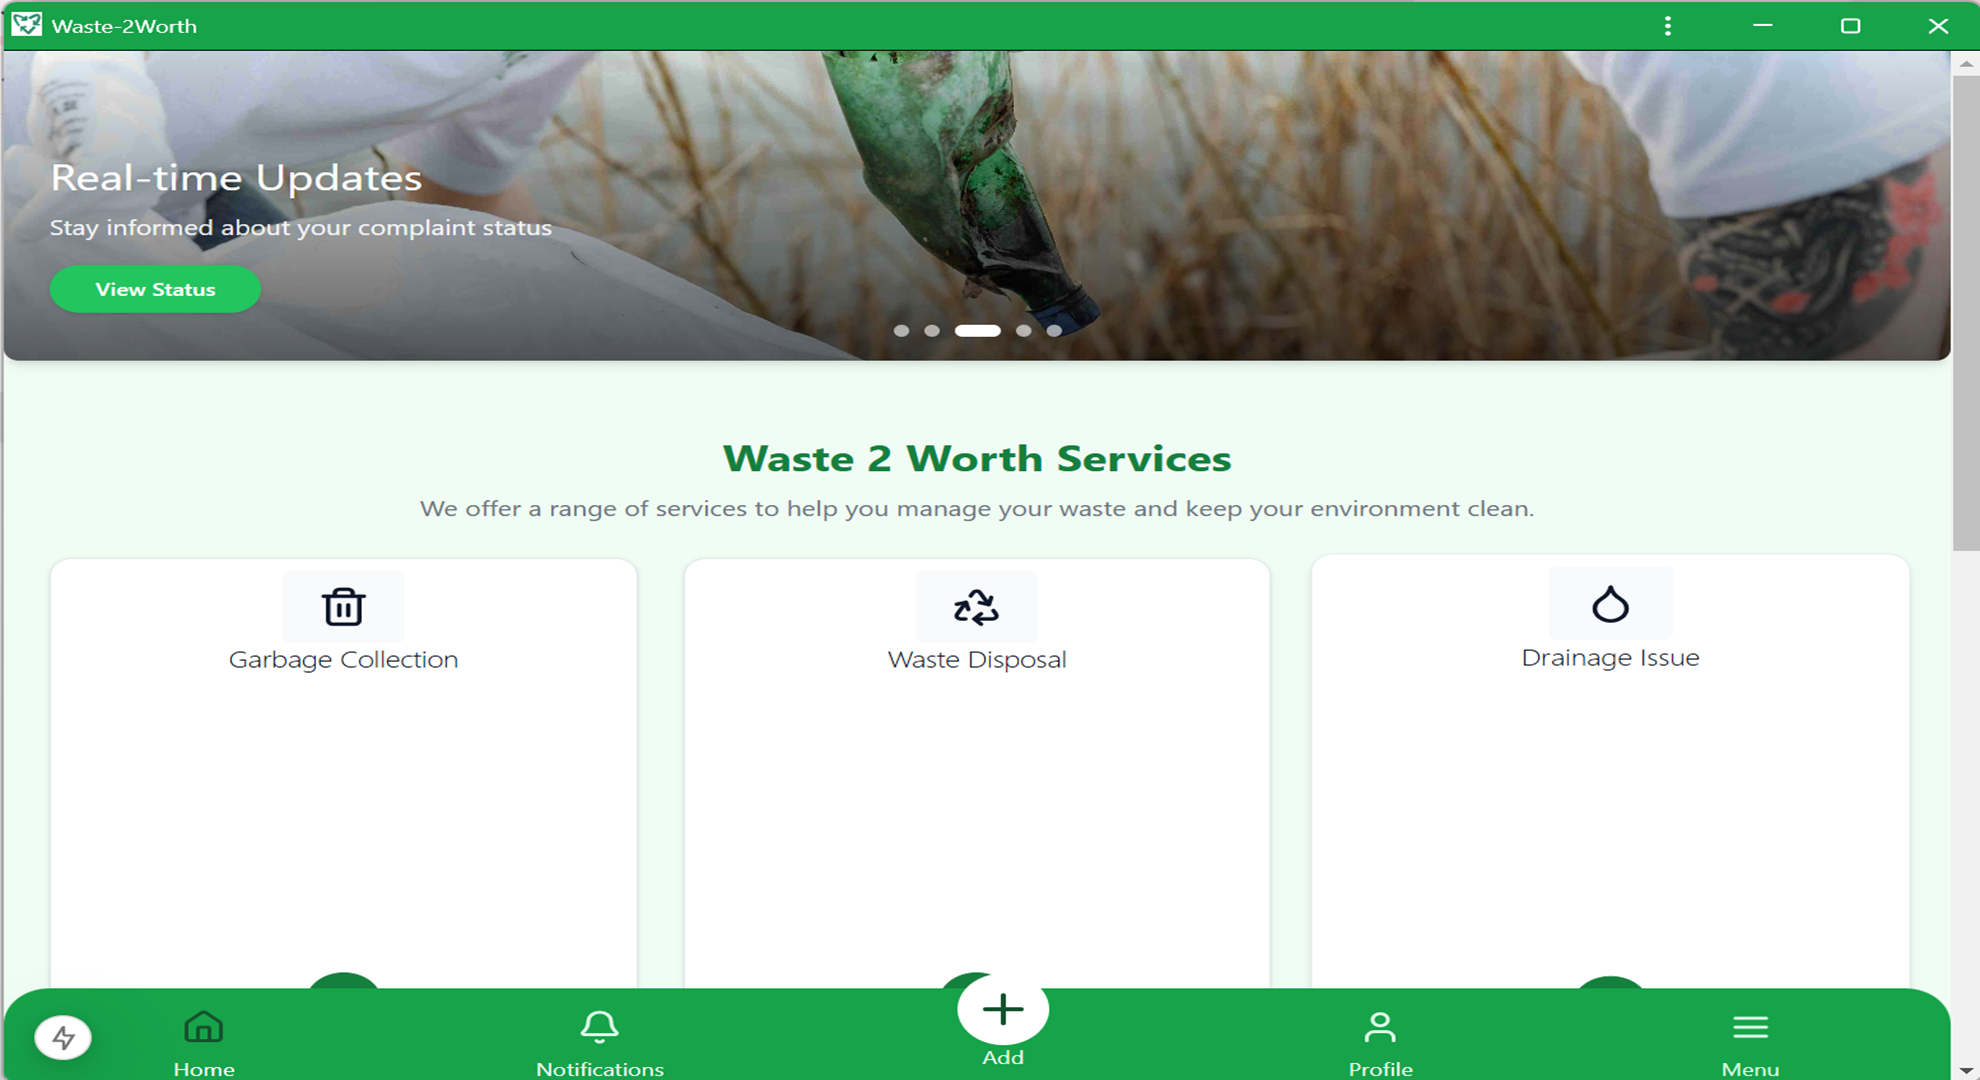 Waste-2Worth
Real-time Updates
Stay informed about your complaint status
View Status
Waste 2 Worth Services
We offer a range of services to help you manage your waste and keep your environment clean.
Garbage Collection
Waste Disposal
Drainage Issue
Home
Notifications
Add
Profile
Menu